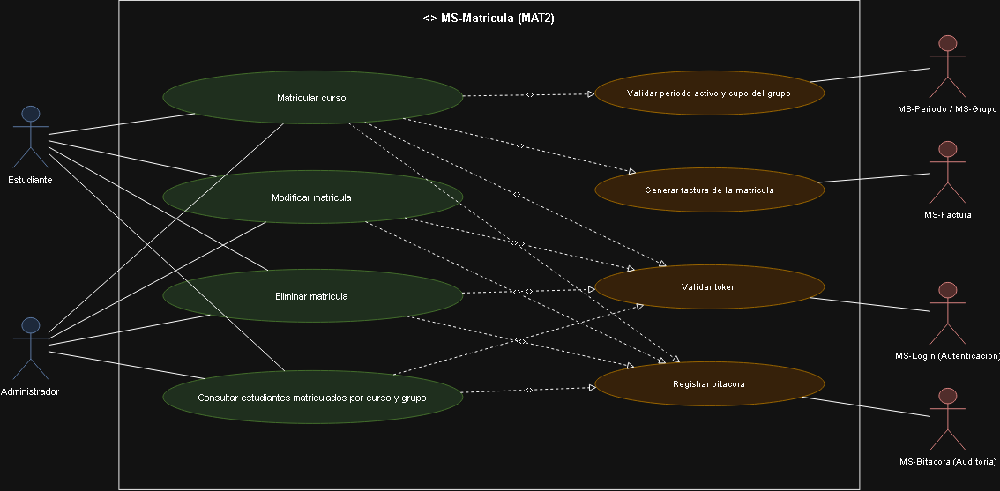 <> MS-Matricula (MAT2)
Matricular curso
<>
Validar periodo activo y cupo del grupo
MS-Periodo / MS-Grupo
<>
Estudiante
Modificar matricula
<>
Generar factura de la matricula
MS-Factura
<>
<>
Eliminar matricula
<>
Validar token
<>
<>
MS-Login (Autenticacion)
Administrador
Consultar estudiantes matriculados por curso y grupo
<>
Registrar bitacora
MS-Bitacora (Auditoria)